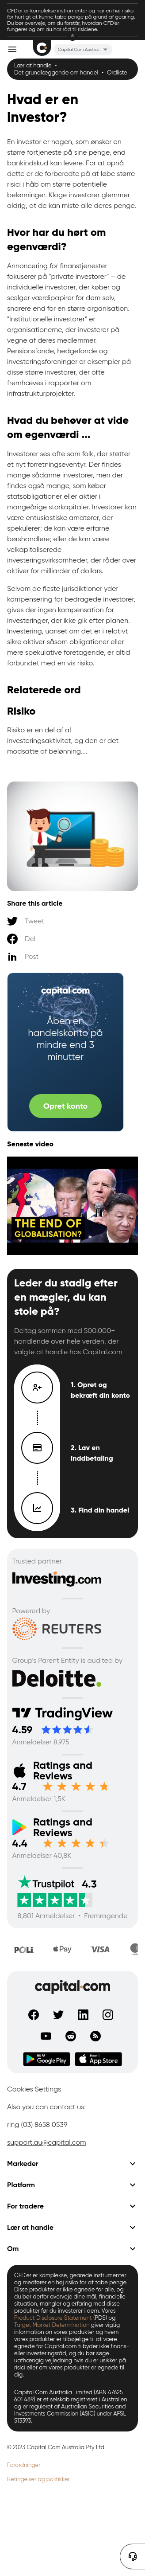 CFD'er er komplekse instrumenter og har en høj risiko
for hurtigt at kunne tabe penge på grund af gearing.
Du bør overveje, om du forstår, hvordan CFD'er
fungerer og om du har råd til risiciene.
Capital Com Austra...
Lær at handle •
Det grundlæggende om handel • Ordliste
Hvad er en
investor?
En investor er nogen, som ønsker en
større fortjeneste på sine penge, end
bankindskud kan levere. For at opnå
dette er de forberedte på at løbe større
risici i håb om større potentielle
belønninger. Kloge investorer glemmer
aldrig, at de kan miste alle deres penge.
Hvor har du hørt om
egenværdi?
Annoncering for finanstjenester
fokuserer på "private investorer" – de
individuelle investorer, der køber og
sælger værdipapirer for dem selv,
snarere end for en større organisation.
"Institutionelle investorer" er
organisationerne, der investerer på
vegne af deres medlemmer.
Pensionsfonde, hedgefonde og
investeringsforeninger er eksempler på
disse større investorer, der ofte
fremhæves i rapporter om
infrastrukturprojekter.
Hvad du behøver at vide
om egenværdi ...
Investorer ses ofte som folk, der støtter
et nyt foretagende eventyr. Der findes
mange sådanne investorer, men der
findes også mange, som køber
statsobligationer eller aktier i
mangeårige storselskaber. Investorer kan
være entusiastiske amatører, der
spekulerer; de kan være erfarne
børshandlere; eller de kan være
velkapitaliserede
investeringsvirksomheder, der råder over
et tocifret milliarder af dollars.
Selvom de fleste jurisdiktioner yder
kompensering for bedragede investorer,
gives der ingen kompensation for
investeringer, der ikke gik efter planen.
Investering, uanset om det er i relativt
sikre aktiver såsom obligationer eller
mere spekulative foretagende, er altid
forbundet med en vis risiko.
Relaterede ord
Risiko
Risiko er en del af al
investeringsaktivitet, og den er det
modsatte af belønning....
Share this article
Tweet
Del
Post
capital.com
Åben en
handelskonto på
mindre end 3
minutter
Opret konto
Seneste video
THE END OF
GLOBALISATION?
Leder du stadig efter
en mægler, du kan
stole på?
Deltag sammen med 500.000+
handlende over hele verden, der
valgte at handle hos Capital.com
1. Opret og
bekræft din konto
2. Lav en
inddbetaling
3. Find din handel
Trusted partner
Investing.com
Powered by
REUTERS
Group's Parent Entity is audited by
Deloitte.
TradingView
4.59
Anmeldelser 8,975
Ratings and
Reviews
4.7
Anmeldelser 1,5K
Ratings and
Reviews
4.4
Anmeldelser 40,8K
Trustpilot 4.3
8,801 Anmeldelser • Fremragende
POLi
Pay
VISA
capital.com
Google Play
App Store
Cookies Settings
Also you can contact us:
ring (03) 8658 0539
support.au@capital.com
Markeder
Platform
For tradere
Lær at handle
Om
CFD'er er komplekse, gearede instrumenter
og medfører en høj risiko for at tabe penge.
Disse produkter er ikke egnede for alle, og
du bør derfor overveje dine mål, finansielle
situation, behov, og om du forstår
produkter, inden du investerer i dem. Vores
Product Disclosure Statement (PDS) og
Target Market Determination giver vigtig
information on vores produkter og hvem
vores produkter er tilføjelige til at være
egnede for. Capital.com tilbyder ikke finans-
eller investeringsråd, og du bør søge
uafhængig vejledning hvis du er usikker på
risici eller om vores produkter er egnede til
dig.
Capital Com Australia Limited (ABN 47625
601 489) er et selskab registreret i Australien
og er reguleret af Australian Securities and
Investments Commission (ASIC) under AFSL
513393.
© 2023 Capital Com Australia Pty Ltd
Forordninger
Betingelser og politikker